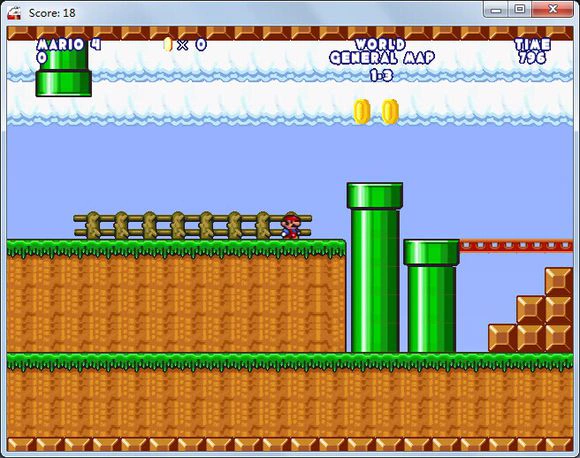 Score: 18
MARIO 4
0
× 0
WORLD
GENERAL MAP
1-3
TIME
796